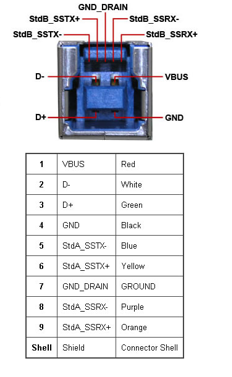 GND_DRAIN
StdB_SSTX+ StdB_SSRX-
StdB_SSTX- StdB_SSRX+
D- VBUS
D+ GND
1 VBUS Red
2 D- White
3 D+ Green
4 GND Black
5 StdA_SSTX- Blue
6 StdA_SSTX+ Yellow
7 GND_DRAIN GROUND
8 StdA_SSRX- Purple
9 StdA_SSRX+ Orange
Shell Shield Connector Shell